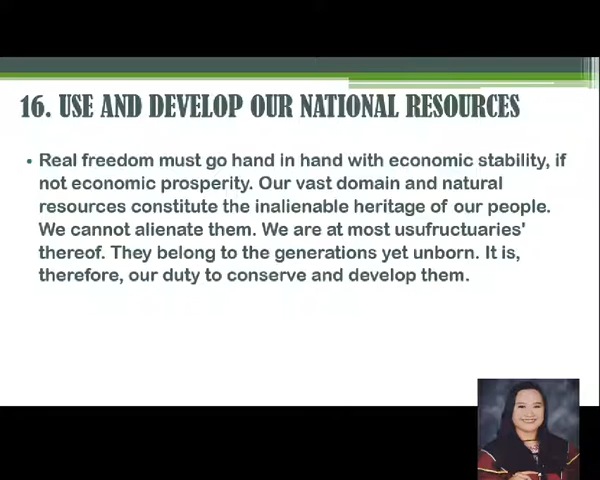 16. USE AND DEVELOP OUR NATIONAL RESOURCES
• Real freedom must go hand in hand with economic stability, if
not economic prosperity. Our vast domain and natural
resources constitute the inalienable heritage of our people.
We cannot alienate them. We are at most usufructuaries'
thereof. They belong to the generations yet unborn. It is,
therefore, our duty to conserve and develop them.